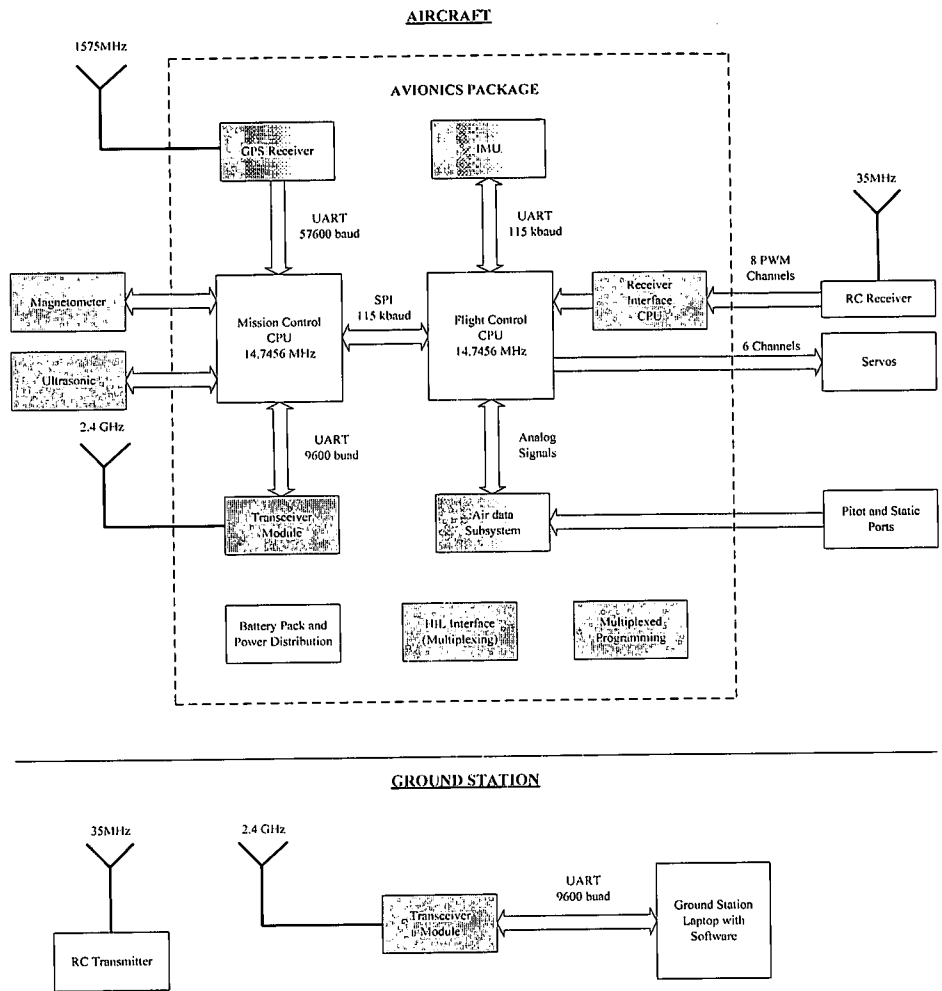 AIRCRAFT
1575MHz
AVIONICS PACKAGE
GPS Receiver
IMU
35MHz
UART
57600 baud
UART
115 kbaud
8 PWM
Channels
Magnetometer
Mission Control
CPU
14.7456 MHz
SPI
115 kbaud
Flight Control
CPU
14.7456 MHz
Receiver
Interface
CPU
RC Receiver
6 Channels
Ultrasonic
Servos
2.4 GHz
UART
9600 buad
Analog
Signals
Transceiver
Module
Air data
Subsystem
Pitot and Static
Ports
Battery Pack and
Power Distribution
HIL Interface
(Multiplexing)
Multiplexed
Programming
GROUND STATION
35MHz
2.4 GHz
UART
9600 buad
Transceiver
Module
Ground Station
Laptop with
Software
RC Transmitter